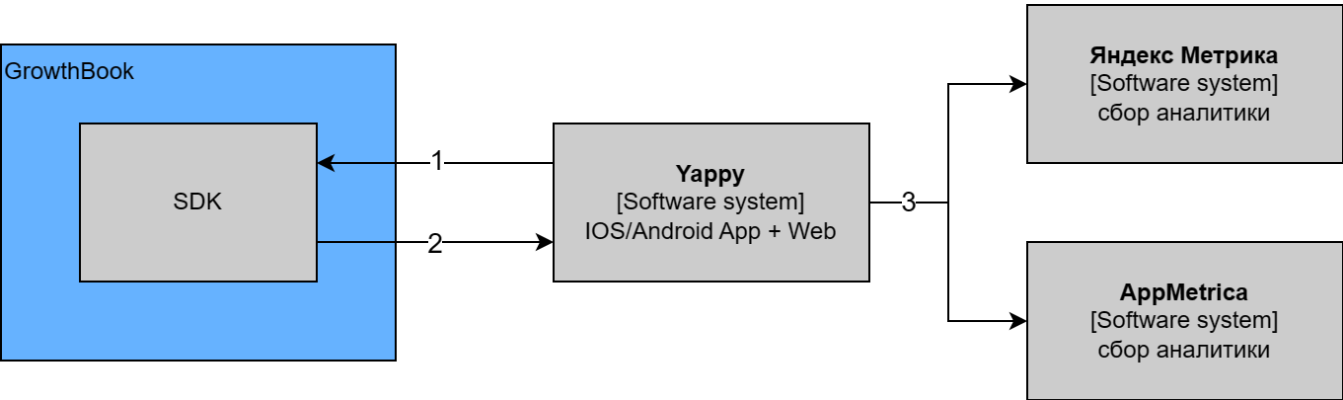 GrowthBook
SDK
1
2
Yappy
[Software system]
IOS/Android App + Web
3
Яндекс Метрика
[Software system]
сбор аналитики
AppMetrica
[Software system]
сбор аналитики